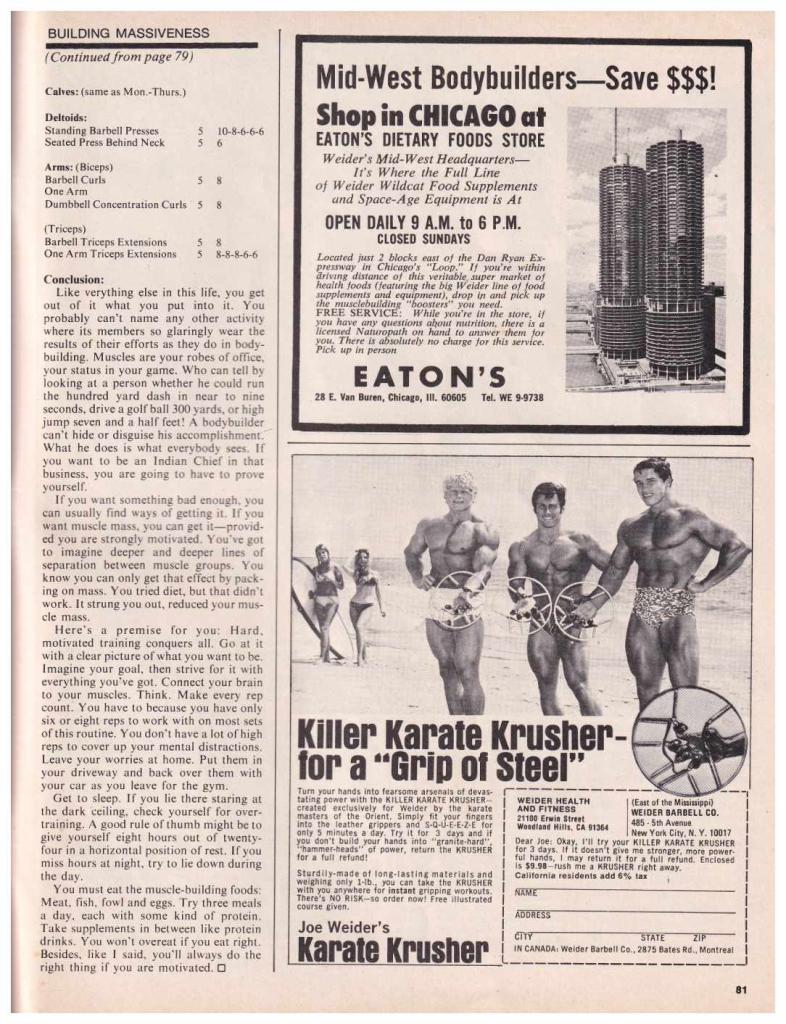 BUILDING MASSIVENESS
(Continued from page 79)
Calves: (same as Mon.-Thurs.)
Deltoids:
Standing Barbell Presses 5 10-8-6-6-6
Seated Press Behind Neck 5 6
Arms: (Biceps)
Barbell Curls 5 8
One Arm
Dumbbell Concentration Curls 5 8
(Triceps)
Barbell Triceps Extensions 5 8
One Arm Triceps Extensions 5 8-8-8-6-6
Conclusion:
Like verything else in this life, you get
out of it what you put into it. You
probably can't name any other activity
where its members so glaringly wear the
results of their efforts as they do in body-
building. Muscles are your robes of office,
your status in your game. Who can tell by
looking at a person whether he could run
the hundred yard dash in near to nine
seconds, drive a golf ball 300 yards, or high
jump seven and a half feet! A bodybuilder
can't hide or disguise his accomplishment.
What he does is what everybody sees. If
you want to be an Indian Chief in that
business, you are going to have to prove
yourself.
If you want something bad enough, you
can usually find ways of getting it. If you
want muscle mass, you can get it—provid-
ed you are strongly motivated. You've got
to imagine deeper and deeper lines of
separation between muscle groups. You
know you can only get that effect by pack-
ing on mass. You tried diet, but that didn't
work. It strung you out, reduced your mus-
cle mass.
Here's a premise for you: Hard,
motivated training conquers all. Go at it
with a clear picture of what you want to be.
Imagine your goal, then strive for it with
everything you've got. Connect your brain
to your muscles. Think. Make every rep
count. You have to because you have only
six or eight reps to work with on most sets
of this routine. You don't have a lot of high
reps to cover up your mental distractions.
Leave your worries at home. Put them in
your driveway and back over them with
your car as you leave for the gym.
Get to sleep. If you lie there staring at
the dark ceiling, check yourself for over-
training. A good rule of thumb might be to
give yourself eight hours out of twenty-
four in a horizontal position of rest. If you
miss hours at night, try to lie down during
the day.
You must eat the muscle-building foods:
Meat, fish, fowl and eggs. Try three meals
a day, each with some kind of protein.
Take supplements in between like protein
drinks. You won't overeat if you eat right.
Besides, like I said, you'll always do the
right thing if you are motivated. □
Mid-West Bodybuilders—Save $$$!
Shop in CHICAGO at
EATON'S DIETARY FOODS STORE
Weider's Mid-West Headquarters—
It's Where the Full Line
of Weider Wildcat Food Supplements
and Space-Age Equipment is At
OPEN DAILY 9 A.M. to 6 P.M.
CLOSED SUNDAYS
Located just 2 blocks east of the Dan Ryan Ex-
pressway in Chicago's "Loop." If you're within
driving distance of this veritable super market of
health foods (featuring the big Weider line of food
supplements and equipment), drop in and pick up
the musclebuilding "boosters" you need.
FREE SERVICE: While you're in the store, if
you have any questions about nutrition, there is a
licensed Naturopath on hand to answer them for
you. There is absolutely no charge for this service.
Pick up in person
EATON'S
28 E. Van Buren, Chicago, Ill. 60605 Tel. WE 9-9738
Killer Karate Krusher-
for a "Grip of Steel"
Turn your hands into fearsome arsenals of devas-
tating power with the KILLER KARATE KRUSHER—
created exclusively for Weider by the karate
masters of the Orient. Simply fit your fingers
into the leather grippers and S-Q-U-E-E-Z-E for
only 5 minutes a day. Try it for 3 days and if
you don't build your hands into "granite-hard",
"hammer-heads" of power, return the KRUSHER
for a full refund!
Sturdily-made of long-lasting materials and
weighing only 1-lb., you can take the KRUSHER
with you anywhere for instant gripping workouts.
There's NO RISK—so order now! Free illustrated
course given.
Joe Weider's
Karate Krusher
WEIDER HEALTH
AND FITNESS
21100 Erwin Street
Woodland Hills, CA 91364
(East of the Mississippi)
WEIDER BARBELL CO.
485 - 5th Avenue
New York City, N. Y. 10017
Dear Joe: Okay, I'll try your KILLER KARATE KRUSHER
for 3 days. If it doesn't give me stronger, more power-
ful hands, I may return it for a full refund. Enclosed
is $9.98—rush me a KRUSHER right away.
California residents add 6% tax
NAME
ADDRESS
CITY STATE ZIP
IN CANADA: Weider Barbell Co., 2875 Bates Rd., Montreal
81